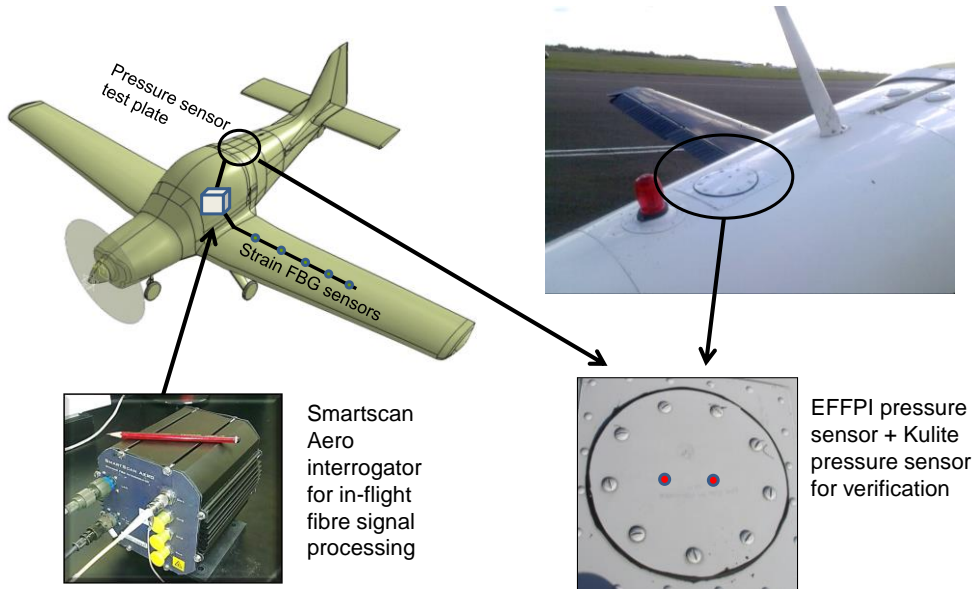 Pressure sensor
test plate
Strain FBG sensors
Smartscan
Aero
interrogator
for in-flight
fibre signal
processing
SMARTSCAN AERO
EFFPI pressure
sensor + Kulite
pressure sensor
for verification